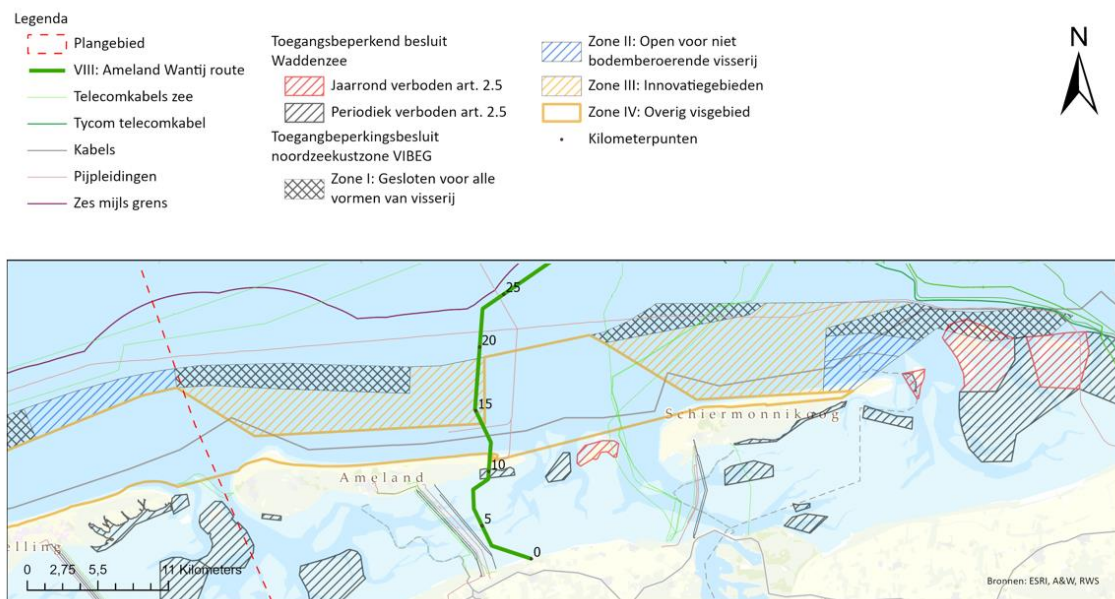 Legenda
Plangebied
VIII: Ameland Wantij route
Telecomkabels zee
Tycom telecomkabel
Kabels
Pijpleidingen
Zes mijls grens
Toegangsbeperkend besluit
Waddenzee
Jaarrond verboden art. 2.5
Periodiek verboden art. 2.5
Toegangbeperkingsbesluit
noordzeekustzone VIBEG
Zone I: Gesloten voor alle
vormen van visserij
Zone II: Open voor niet
bodemberoerende visserij
Zone III: Innovatiegebieden
Zone IV: Overig visgebied
Kilometerpunten
N
25
20
15
Schiermonnikoog
10
Ameland
5
elling
0
0 2,75 5,5 11 Kilometers
Bronnen: ESRI, A&W, RWS